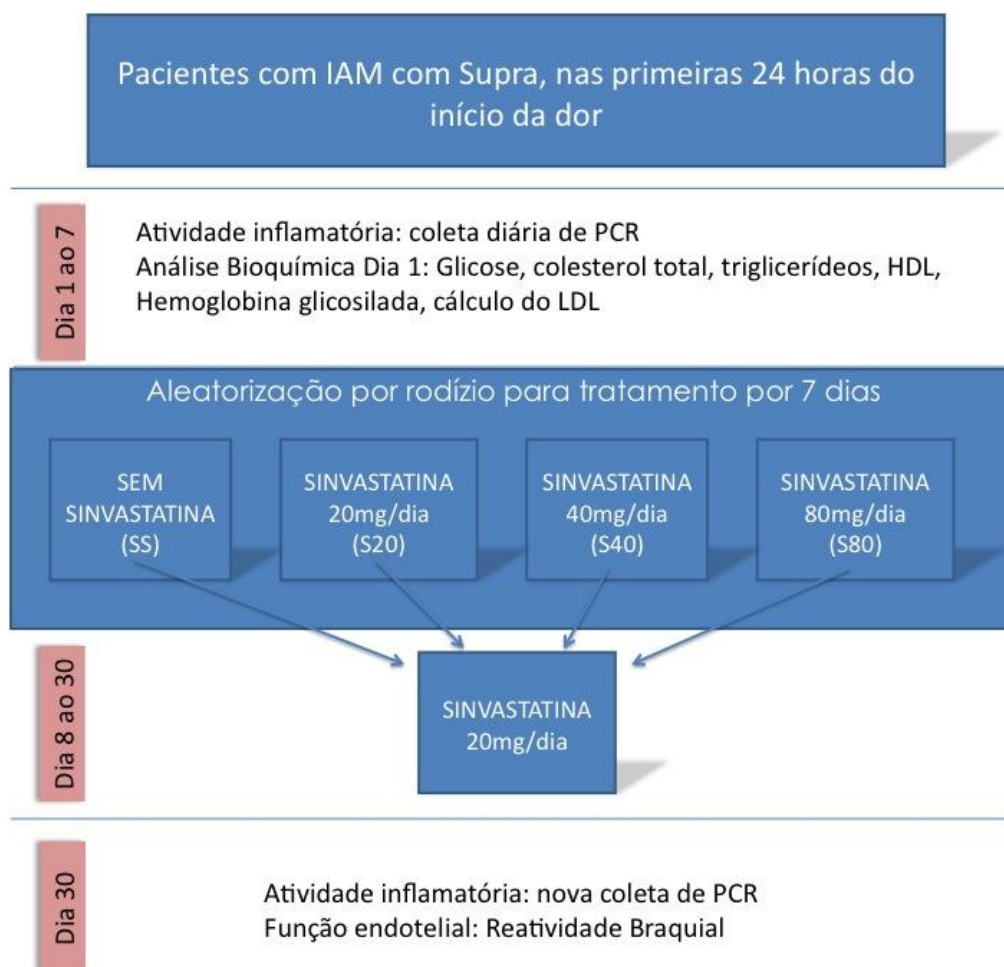 Pacientes com IAM com Supra, nas primeiras 24 horas do
início da dor
Dia 1 ao 7
Atividade inflamatória: coleta diária de PCR
Análise Bioquímica Dia 1: Glicose, colesterol total, triglicerídeos, HDL,
Hemoglobina glicosilada, cálculo do LDL
Aleatorização por rodízio para tratamento por 7 dias
SEM
SINVASTATINA
(SS)
SINVASTATINA
20mg/dia
(S20)
SINVASTATINA
40mg/dia
(S40)
SINVASTATINA
80mg/dia
(S80)
Dia 8 ao 30
SINVASTATINA
20mg/dia
Dia 30
Atividade inflamatória: nova coleta de PCR
Função endotelial: Reatividade Braquial